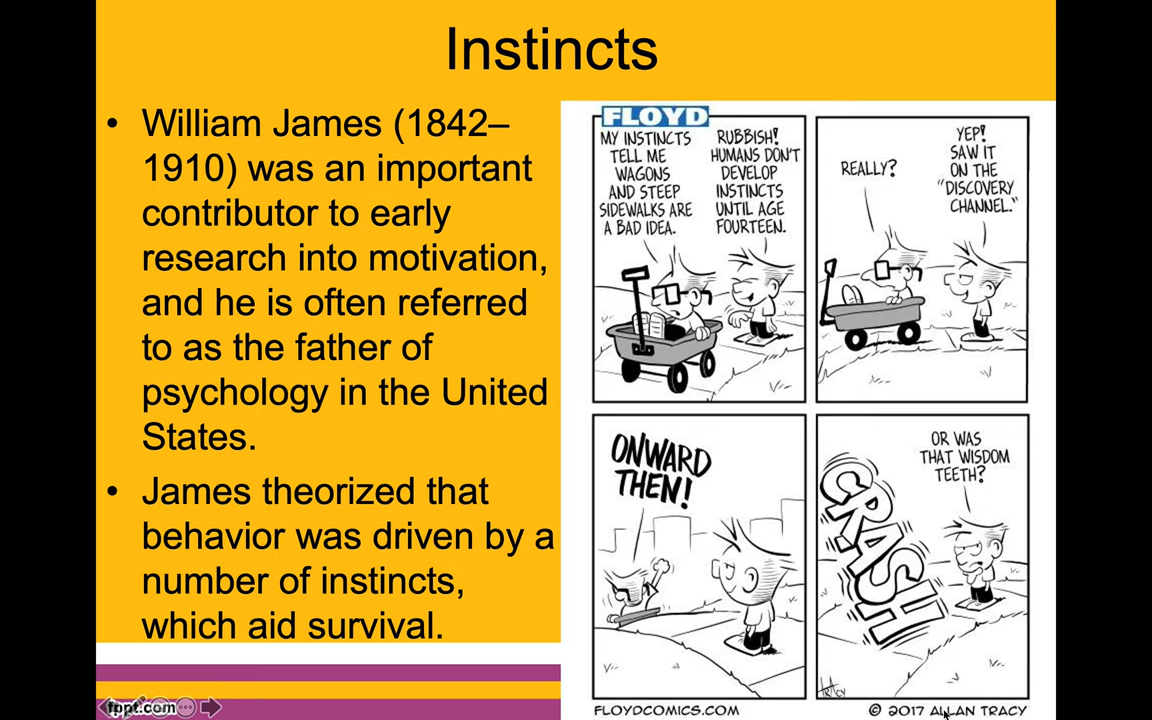 Instincts
• William James (1842–
1910) was an important
contributor to early
research into motivation,
and he is often referred
to as the father of
psychology in the United
States.
• James theorized that
behavior was driven by a
number of instincts,
which aid survival.
FLOYD
MY INSTINCTS
TELL ME
WAGONS
AND STEEP
SIDEWALKS ARE
A BAD IDEA.
RUBBISH!
HUMANS DON'T
DEVELOP
INSTINCTS
UNTIL AGE
FOURTEEN.
REALLY?
YEP!
SAW IT
ON THE
"DISCOVERY
CHANNEL."
ONWARD
THEN!
CRASH
OR WAS
THAT WISDOM
TEETH?
TRACY
FLOYDCOMICS.COM
© 2017 ALLAN TRACY
fppt.com